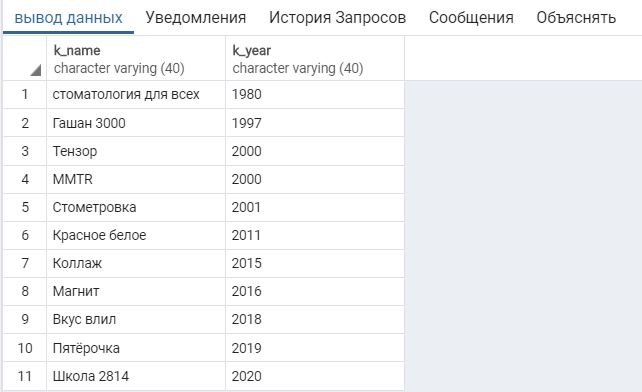 вывод данных Уведомления История Запросов Сообщения Объяснять
k_name k_year
character varying (40) character varying (40)
1 стоматология для всех 1980
2 Гашан 3000 1997
3 Тензор 2000
4 MMTR 2000
5 Стометровка 2001
6 Красное белое 2011
7 Коллаж 2015
8 Магнит 2016
9 Вкус влил 2018
10 Пятёрочка 2019
11 Школа 2814 2020